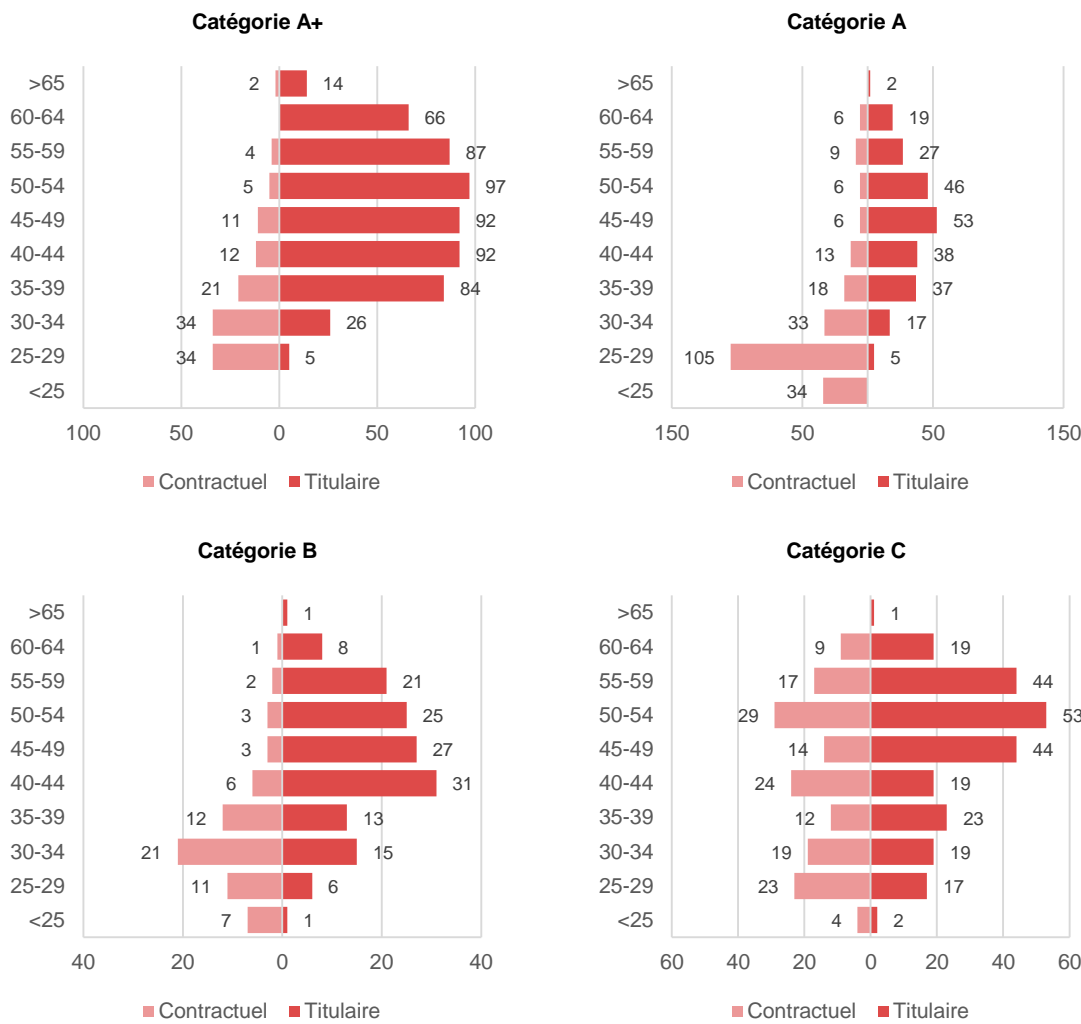 Catégorie A+
>65 2 14
60-64 66
55-59 4 87
50-54 5 97
45-49 11 92
40-44 12 92
35-39 21 84
30-34 34 26
25-29 34 5
<25
100 50 0 50 100
Contractuel Titulaire
Catégorie A
>65 2
60-64 6 19
55-59 9 27
50-54 6 46
45-49 6 53
40-44 13 38
35-39 18 37
30-34 33 17
25-29 105 5
<25 34
150 50 50 150
Contractuel Titulaire
Catégorie B
>65 1
60-64 1 8
55-59 2 21
50-54 3 25
45-49 3 27
40-44 6 31
35-39 12 13
30-34 21 15
25-29 11 6
<25 7 1
40 20 0 20 40
Contractuel Titulaire
Catégorie C
>65 1
60-64 9 19
55-59 17 44
50-54 29 53
45-49 14 44
40-44 24 19
35-39 12 23
30-34 19 19
25-29 23 17
<25 4 2
60 40 20 0 20 40 60
Contractuel Titulaire